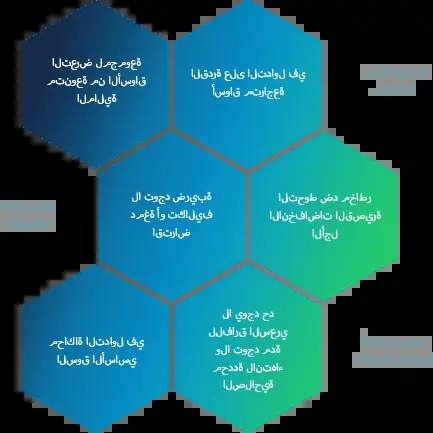 القدرة على التداول في
أسواق متراجعة
التعرض لمجموعة
متنوعة من الأسواق
المالية
التحوط ضد مخاطر
الانخفاضات القصيرة
الأجل
لا توجد ضريبة
دمغة أو تكاليف
اقتراض
لا يوجد حد
للفارق السعري
ولا توجد مدة
محددة لانتهاء
الصلاحية
محاكاة التداول في
السوق الأساسي